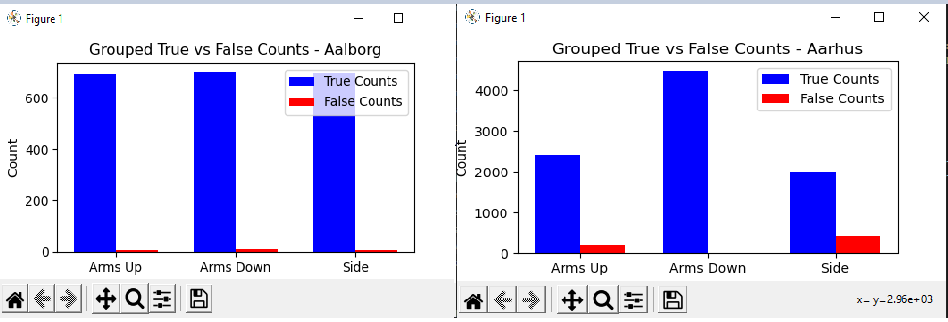 Figure 1
Grouped True vs False Counts - Aalborg
True Counts
False Counts
600
400
200
0
Count
Arms Up
Arms Down
Side
Figure 1
Grouped True vs False Counts - Aarhus
True Counts
False Counts
4000
3000
2000
1000
0
Count
Arms Up
Arms Down
Side
x= y=2.96e+03